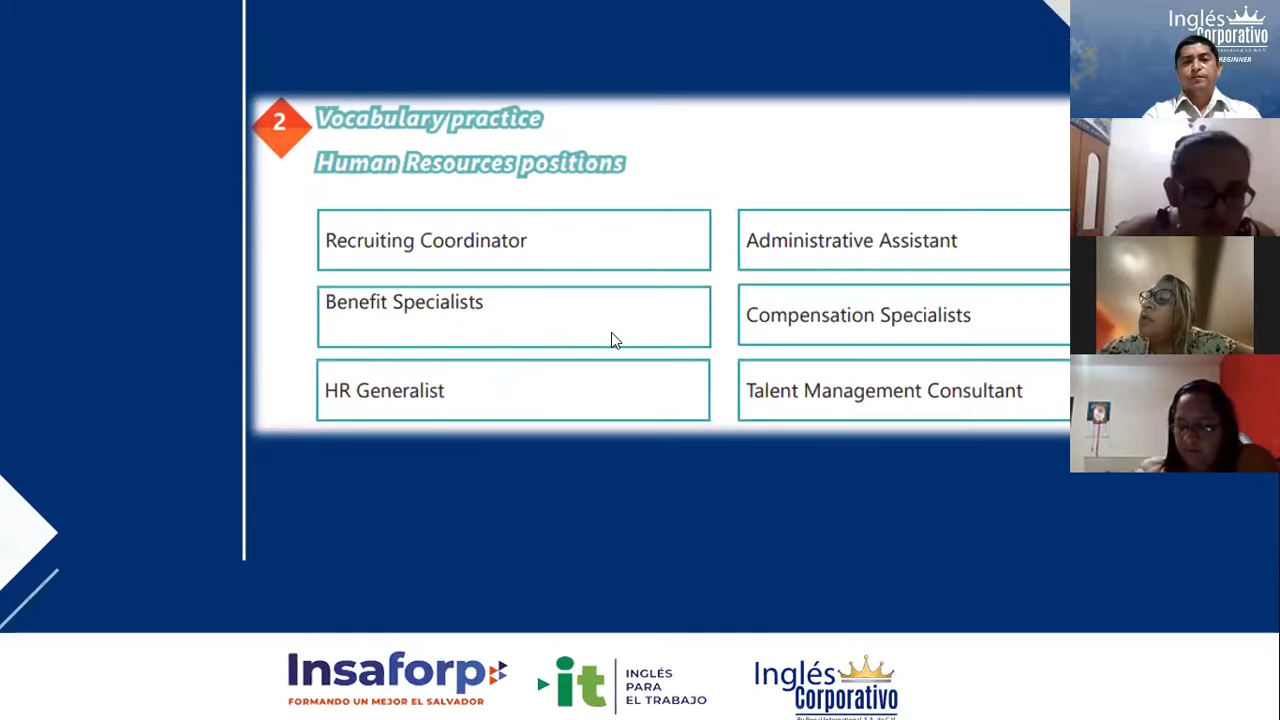 Inglés
Corporativo
BEGINNER
2
Vocabulary practice
Human Resources positions
Recruiting Coordinator
Administrative Assistant
Benefit Specialists
Compensation Specialists
HR Generalist
Talent Management Consultant
Insaforp
FORMANDO UN MEJOR EL SALVADOR
it
INGLÉS
PARA
EL TRABAJO
Inglés
Corporativo